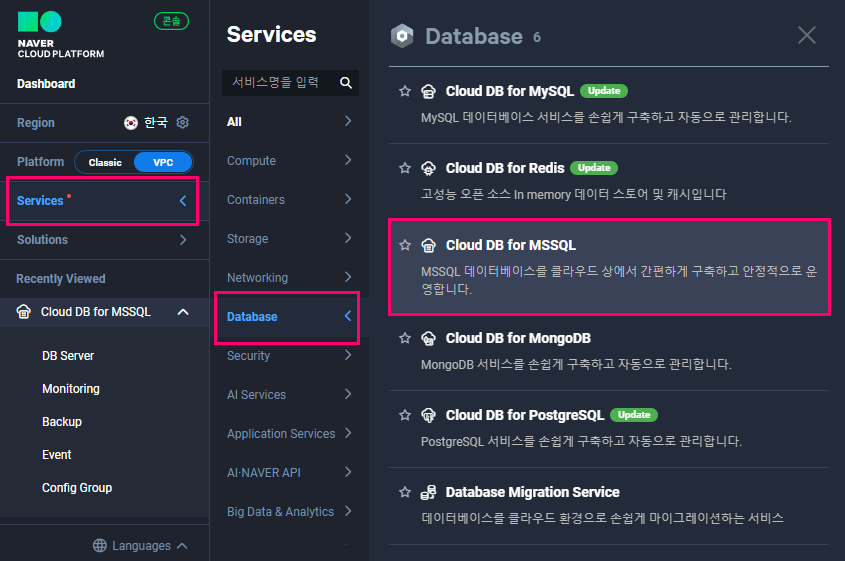 콘솔
NAVER
CLOUD PLATFORM
Dashboard
Region 한국
Platform Classic VPC
Services
Solutions
Recently Viewed
Cloud DB for MSSQL
DB Server
Monitoring
Backup
Event
Config Group
Languages
Services
서비스명을 입력
All
Compute
Containers
Storage
Networking
Database
Security
AI Services
Application Services
AI·NAVER API
Big Data & Analytics
Database 6
Cloud DB for MySQL Update
MySQL 데이터베이스 서비스를 손쉽게 구축하고 자동으로 관리합니다.
Cloud DB for Redis Update
고성능 오픈 소스 In memory 데이터 스토어 및 캐시입니다
Cloud DB for MSSQL
MSSQL 데이터베이스를 클라우드 상에서 간편하게 구축하고 안정적으로 운
영합니다.
Cloud DB for MongoDB
MongoDB 서비스를 손쉽게 구축하고 자동으로 관리합니다.
Cloud DB for PostgreSQL Update
PostgreSQL 서비스를 손쉽게 구축하고 자동으로 관리합니다.
Database Migration Service
데이터베이스를 클라우드 환경으로 손쉽게 마이그레이션하는 서비스